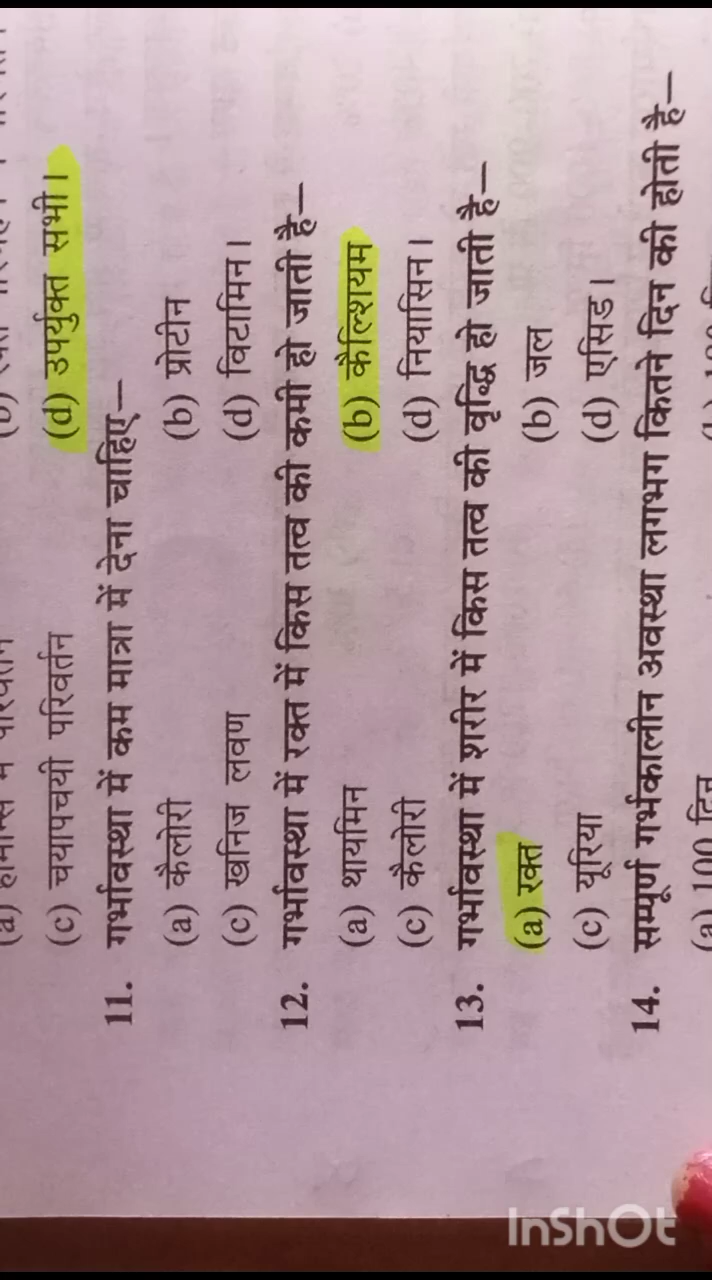 (c) चयापचयी परिवर्तन (d) उपर्युक्त सभी।
11. गर्भावस्था में कम मात्रा में देना चाहिए—
(a) कैलोरी (b) प्रोटीन
(c) खनिज लवण (d) विटामिन।
12. गर्भावस्था में रक्त में किस तत्व की कमी हो जाती है—
(a) थायमिन (b) कैल्शियम
(c) कैलोरी (d) नियासिन।
13. गर्भावस्था में शरीर में किस तत्व की वृद्धि हो जाती है—
(a) रक्त (b) जल
(c) यूरिया (d) एसिड।
14. सम्पूर्ण गर्भकालीन अवस्था लगभग कितने दिन की होती है—
(a) 100 दिन
InShOt